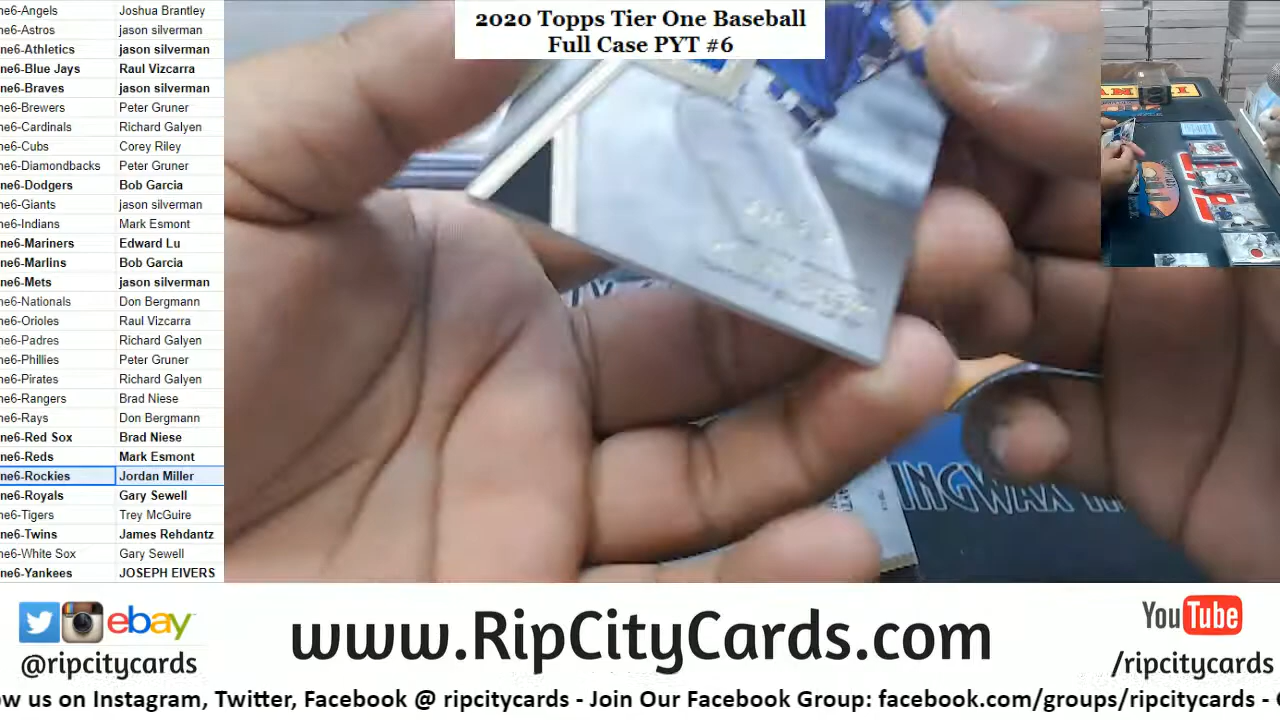 2020 Topps Tier One Baseball
Full Case PYT #6
ne6-Angels Joshua Brantley
ne6-Astros jason silverman
ne6-Athletics jason silverman
ne6-Blue Jays Raul Vizcarra
ne6-Braves jason silverman
ne6-Brewers Peter Gruner
ne6-Cardinals Richard Galyen
ne6-Cubs Corey Riley
ne6-Diamondbacks Peter Gruner
ne6-Dodgers Bob Garcia
ne6-Giants jason silverman
ne6-Indians Mark Esmont
ne6-Mariners Edward Lu
ne6-Marlins Bob Garcia
ne6-Mets jason silverman
ne6-Nationals Don Bergmann
ne6-Orioles Raul Vizcarra
ne6-Padres Richard Galyen
ne6-Phillies Peter Gruner
ne6-Pirates Richard Galyen
ne6-Rangers Brad Niese
ne6-Rays Don Bergmann
ne6-Red Sox Brad Niese
ne6-Reds Mark Esmont
ne6-Rockies Jordan Miller
ne6-Royals Gary Sewell
ne6-Tigers Trey McGuire
ne6-Twins James Rehdantz
ne6-White Sox Gary Sewell
ne6-Yankees JOSEPH EIVERS
INGWAX
ebay
@ripcitycards
www.RipCityCards.com
YouTube
/ripcitycards
ow us on Instagram, Twitter, Facebook @ ripcitycards - Join Our Facebook Group: facebook.com/groups/ripcitycards -